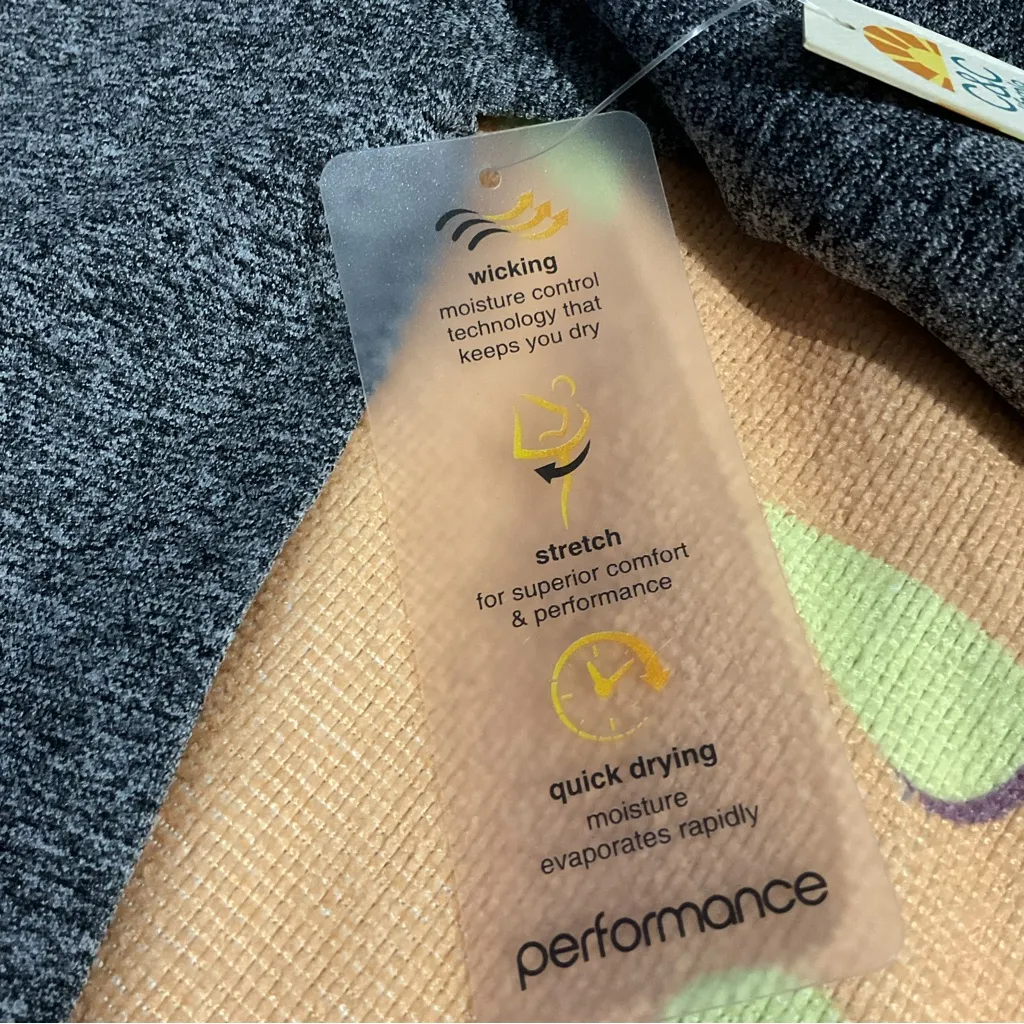 wicking
moisture control
technology that
keeps you dry
stretch
for superior comfort
& performance
quick drying
moisture
evaporates rapidly
performance